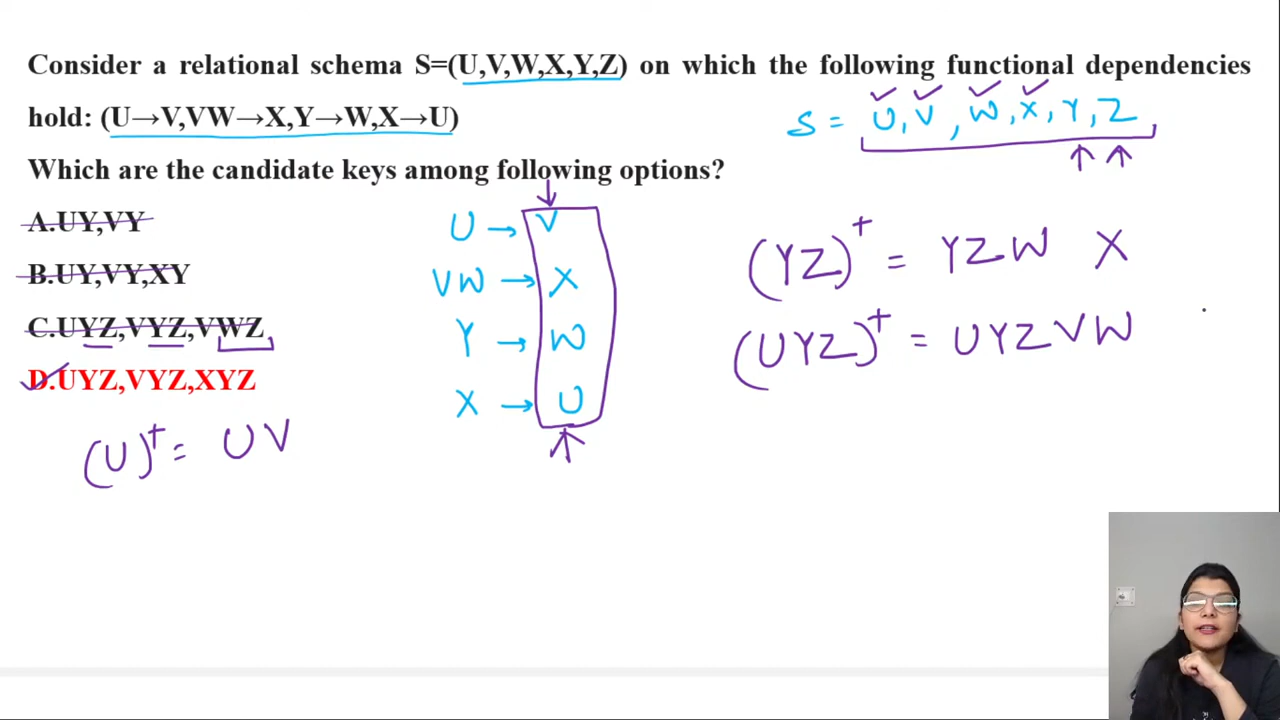 Consider a relational schema S=(U,V,W,X,Y,Z) on which the following functional dependencies
hold: (U→V,VW→X,Y→W,X→U)
S = U, V, W, X, Y, Z
Which are the candidate keys among following options?
A.UY,VY
B.UY,VY,XY
C.UYZ,VYZ,VWZ
D.UYZ,VYZ,XYZ
(U)+ = UV
U → V
VW → X
Y → W
X → U
(YZ)+ = YZW X
(UYZ)+ = UYZVW